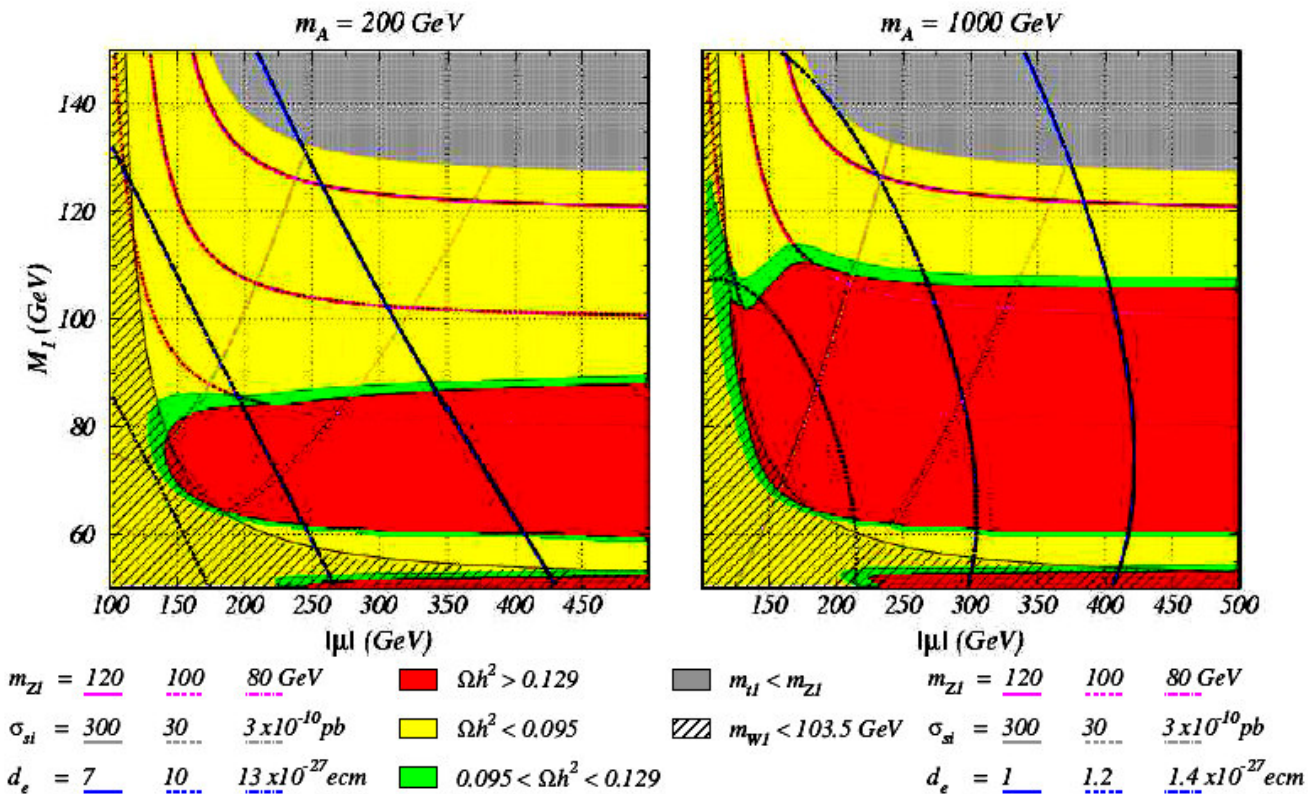 m_A = 200 GeV
m_A = 1000 GeV
M_1 (GeV)
140
120
100
80
60
100 150 200 250 300 350 400 450
150 200 250 300 350 400 450 500
|μ| (GeV)
|μ| (GeV)
m_Z1 = 120 100 80 GeV
σ_si = 300 30 3 x10^-10 pb
d_e = 7 10 13 x10^-27 ecm
Ωh² > 0.129
Ωh² < 0.095
0.095 < Ωh² < 0.129
m_t1 < m_Z1
m_W1 < 103.5 GeV
m_Z1 = 120 100 80 GeV
σ_si = 300 30 3x10^-10 pb
d_e = 1 1.2 1.4 x10^-27 ecm